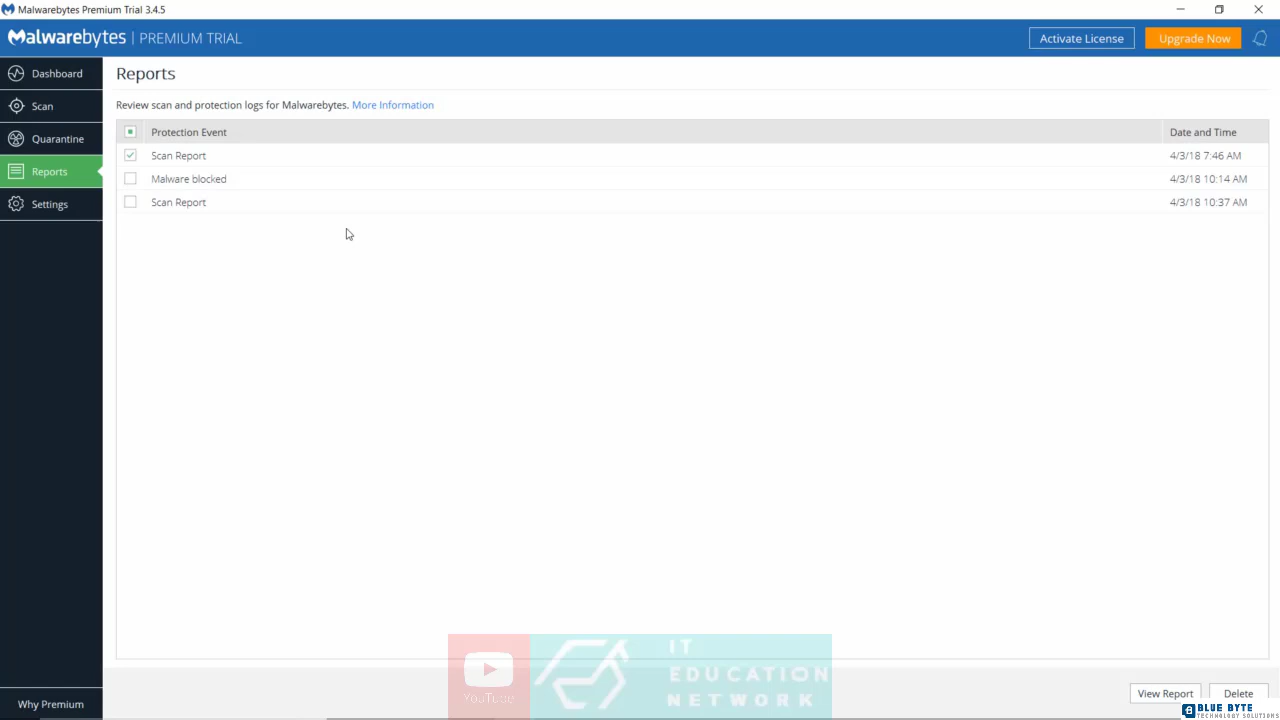 Malwarebytes Premium Trial 3.4.5
Malwarebytes | PREMIUM TRIAL
Activate License
Upgrade Now
Dashboard
Scan
Quarantine
Reports
Settings
Why Premium
Reports
Review scan and protection logs for Malwarebytes. More Information
Protection Event Date and Time
Scan Report 4/3/18 7:46 AM
Malware blocked 4/3/18 10:14 AM
Scan Report 4/3/18 10:37 AM
YouTube
IT
EDUCATION
NETWORK
View Report
Delete
BLUE BYTE
TECHNOLOGY SOLUTIONS